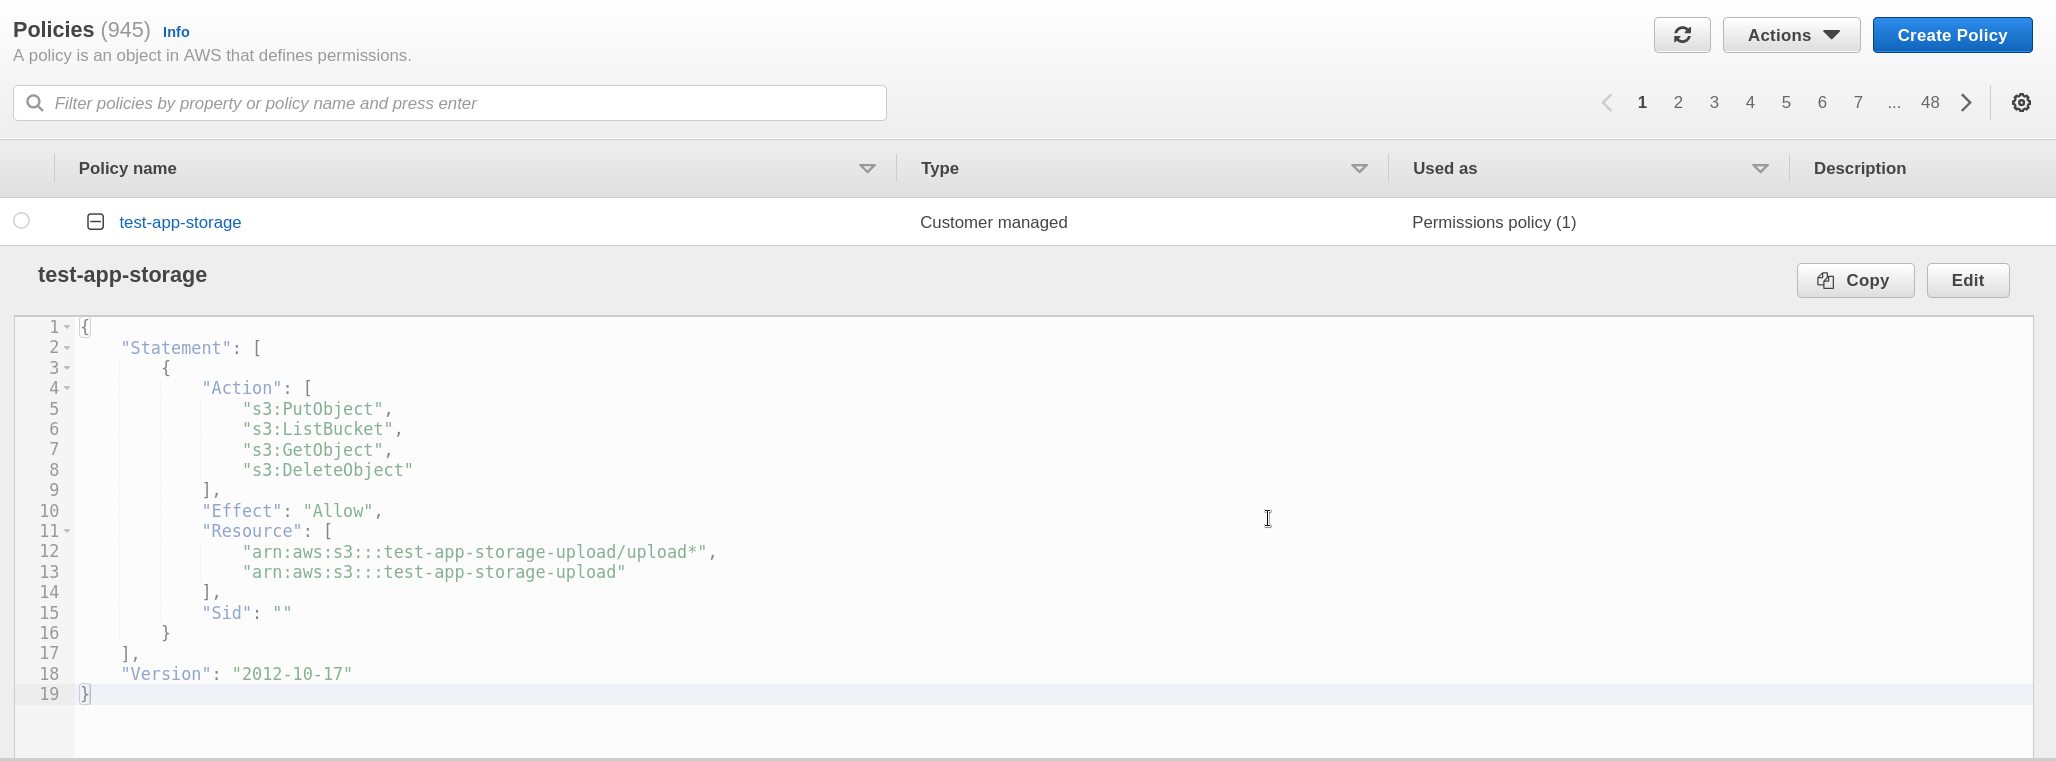 Policies (945) Info
A policy is an object in AWS that defines permissions.
Actions
Create Policy
Filter policies by property or policy name and press enter
1 2 3 4 5 6 7 ... 48
Policy name Type Used as Description
test-app-storage Customer managed Permissions policy (1)
test-app-storage
Copy
Edit
1 {
2     "Statement": [
3         {
4             "Action": [
5                 "s3:PutObject",
6                 "s3:ListBucket",
7                 "s3:GetObject",
8                 "s3:DeleteObject"
9             ],
10             "Effect": "Allow",
11             "Resource": [
12                 "arn:aws:s3:::test-app-storage-upload/upload*",
13                 "arn:aws:s3:::test-app-storage-upload"
14             ],
15             "Sid": ""
16         }
17     ],
18     "Version": "2012-10-17"
19 }